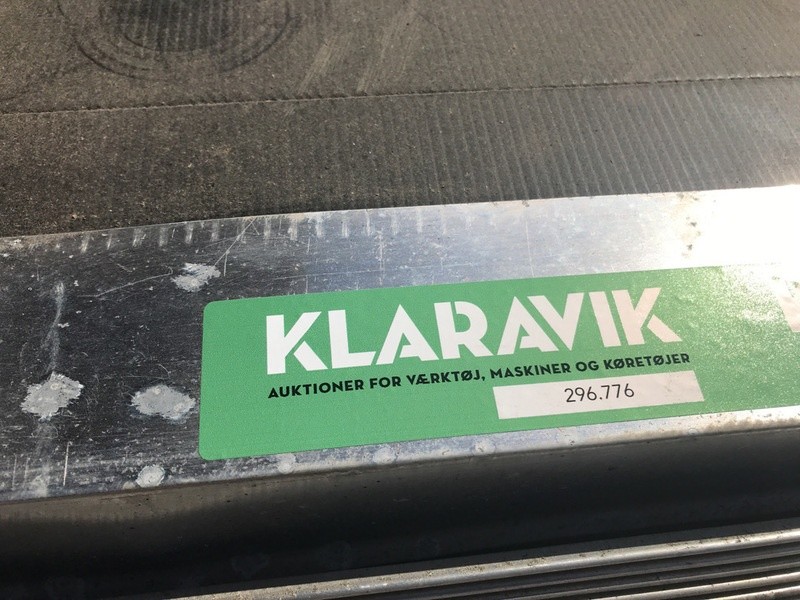 KLARAVIK
AUKTIONER FOR VÆRKTØJ, MASKINER OG KØRETØJER
296.776